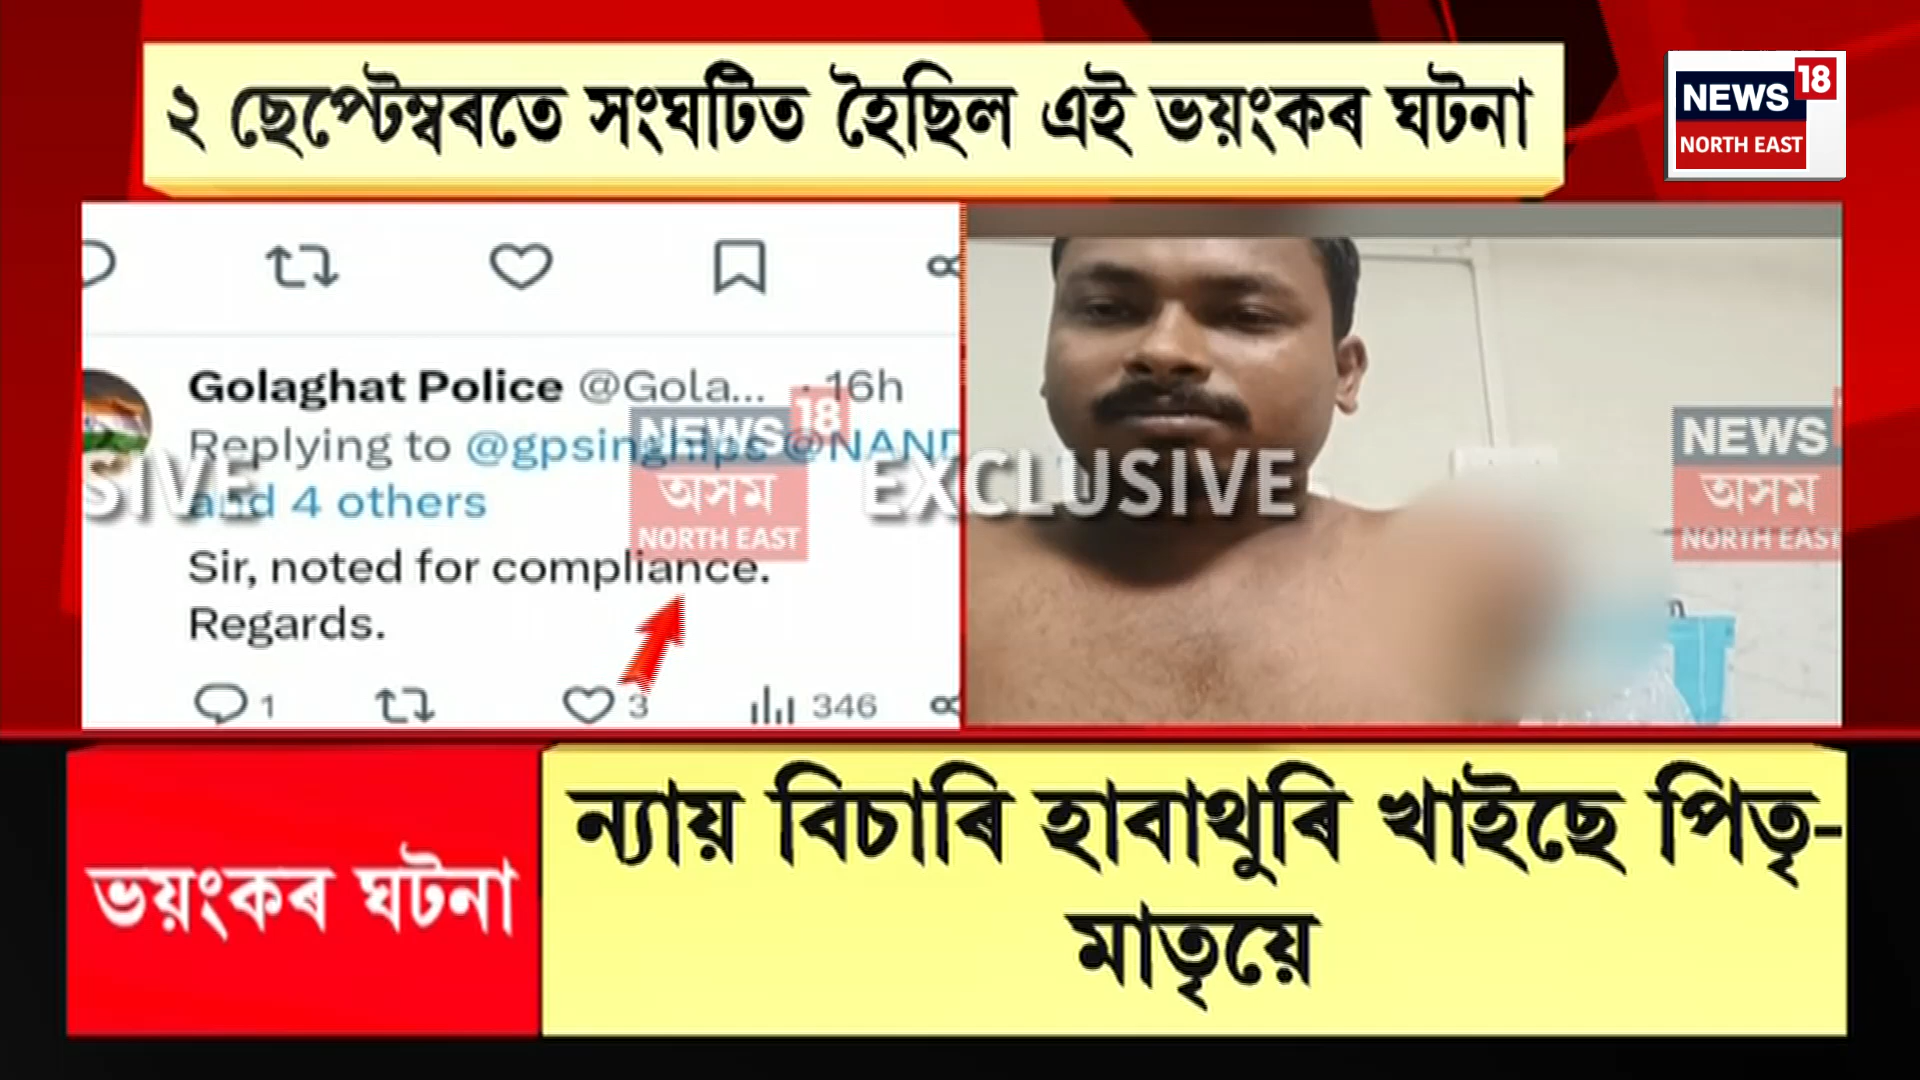 ২ ছেপ্টেম্বৰতে সংঘটিত হৈছিল এই ভয়ংকৰ ঘটনা
NEWS 18
NORTH EAST
Golaghat Police @Gola... · 16h
Replying to @gpsinghips @NAND
and 4 others
Sir, noted for compliance.
Regards.
1
3
346
SIVE
EXCLUSIVE
NEWS 18
অসম
NORTH EAST
NEWS
অসম
NORTH EAST
ভয়ংকৰ ঘটনা
ন্যায় বিচাৰি হাবাথুৰি খাইছে পিতৃ-
মাতৃয়ে